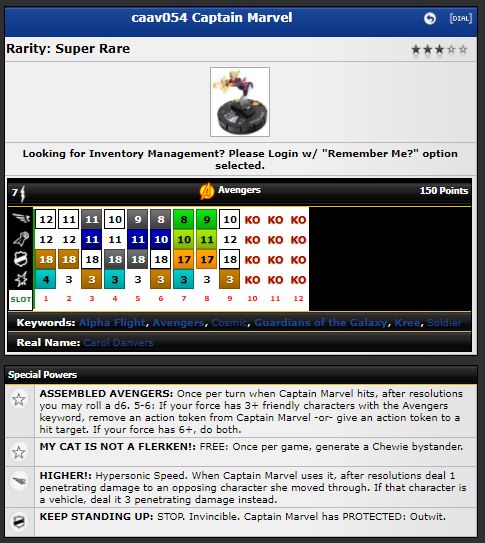 caav054 Captain Marvel
[DIAL]
Rarity: Super Rare
Looking for Inventory Management? Please Login w/ "Remember Me?" option
selected.
7 Avengers 150 Points
12 11 11 10 9 8 8 9 10 KO KO KO
12 12 11 11 11 10 10 11 12 KO KO KO
18 18 18 18 18 18 17 17 18 KO KO KO
4 3 3 4 3 3 4 3 3 KO KO KO
SLOT 1 2 3 4 5 6 7 8 9 10 11 12
Keywords: Alpha Flight, Avengers, Cosmic, Guardians of the Galaxy, Kree, Soldier
Real Name: Carol Danvers
Special Powers
ASSEMBLED AVENGERS: Once per turn when Captain Marvel hits, after resolutions
you may roll a d6. 5-6: If your force has 3+ friendly characters with the Avengers
keyword, remove an action token from Captain Marvel -or- give an action token to a
hit target. If your force has 6+, do both.
MY CAT IS NOT A FLERKEN!: FREE: Once per game, generate a Chewie bystander.
HIGHER!: Hypersonic Speed. When Captain Marvel uses it, after resolutions deal 1
penetrating damage to an opposing character she moved through. If that character is
a vehicle, deal it 3 penetrating damage instead.
KEEP STANDING UP: STOP. Invincible. Captain Marvel has PROTECTED: Outwit.